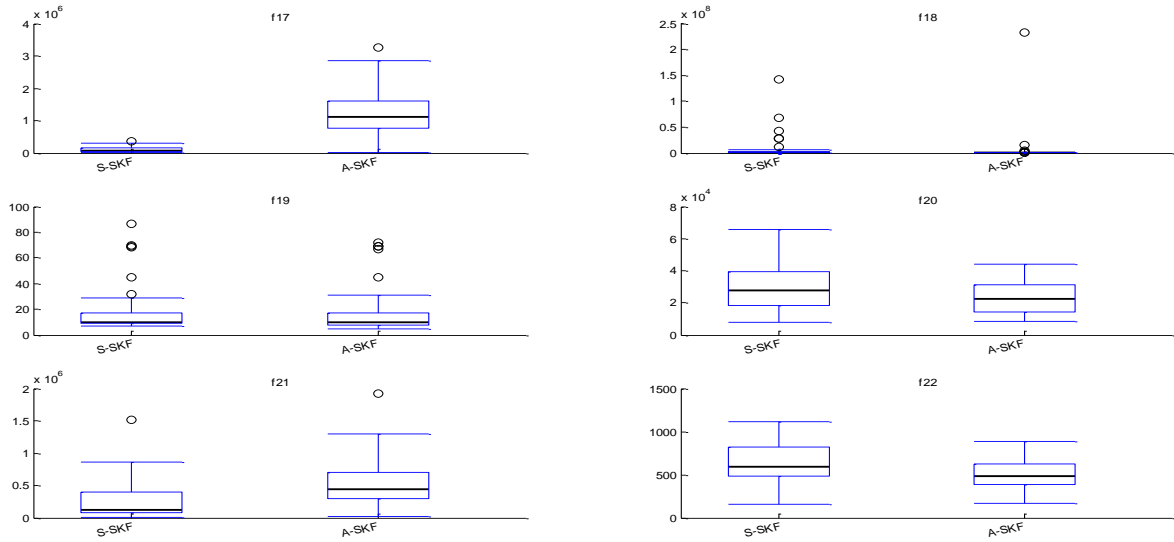 f17
x 10^6
4
3
2
1
0
S-SKF
A-SKF
f18
x 10^8
2.5
2
1.5
1
0.5
0
S-SKF
A-SKF
f19
100
80
60
40
20
0
S-SKF
A-SKF
f20
x 10^4
8
6
4
2
0
S-SKF
A-SKF
f21
x 10^6
2
1.5
1
0.5
0
S-SKF
A-SKF
f22
1500
1000
500
0
S-SKF
A-SKF